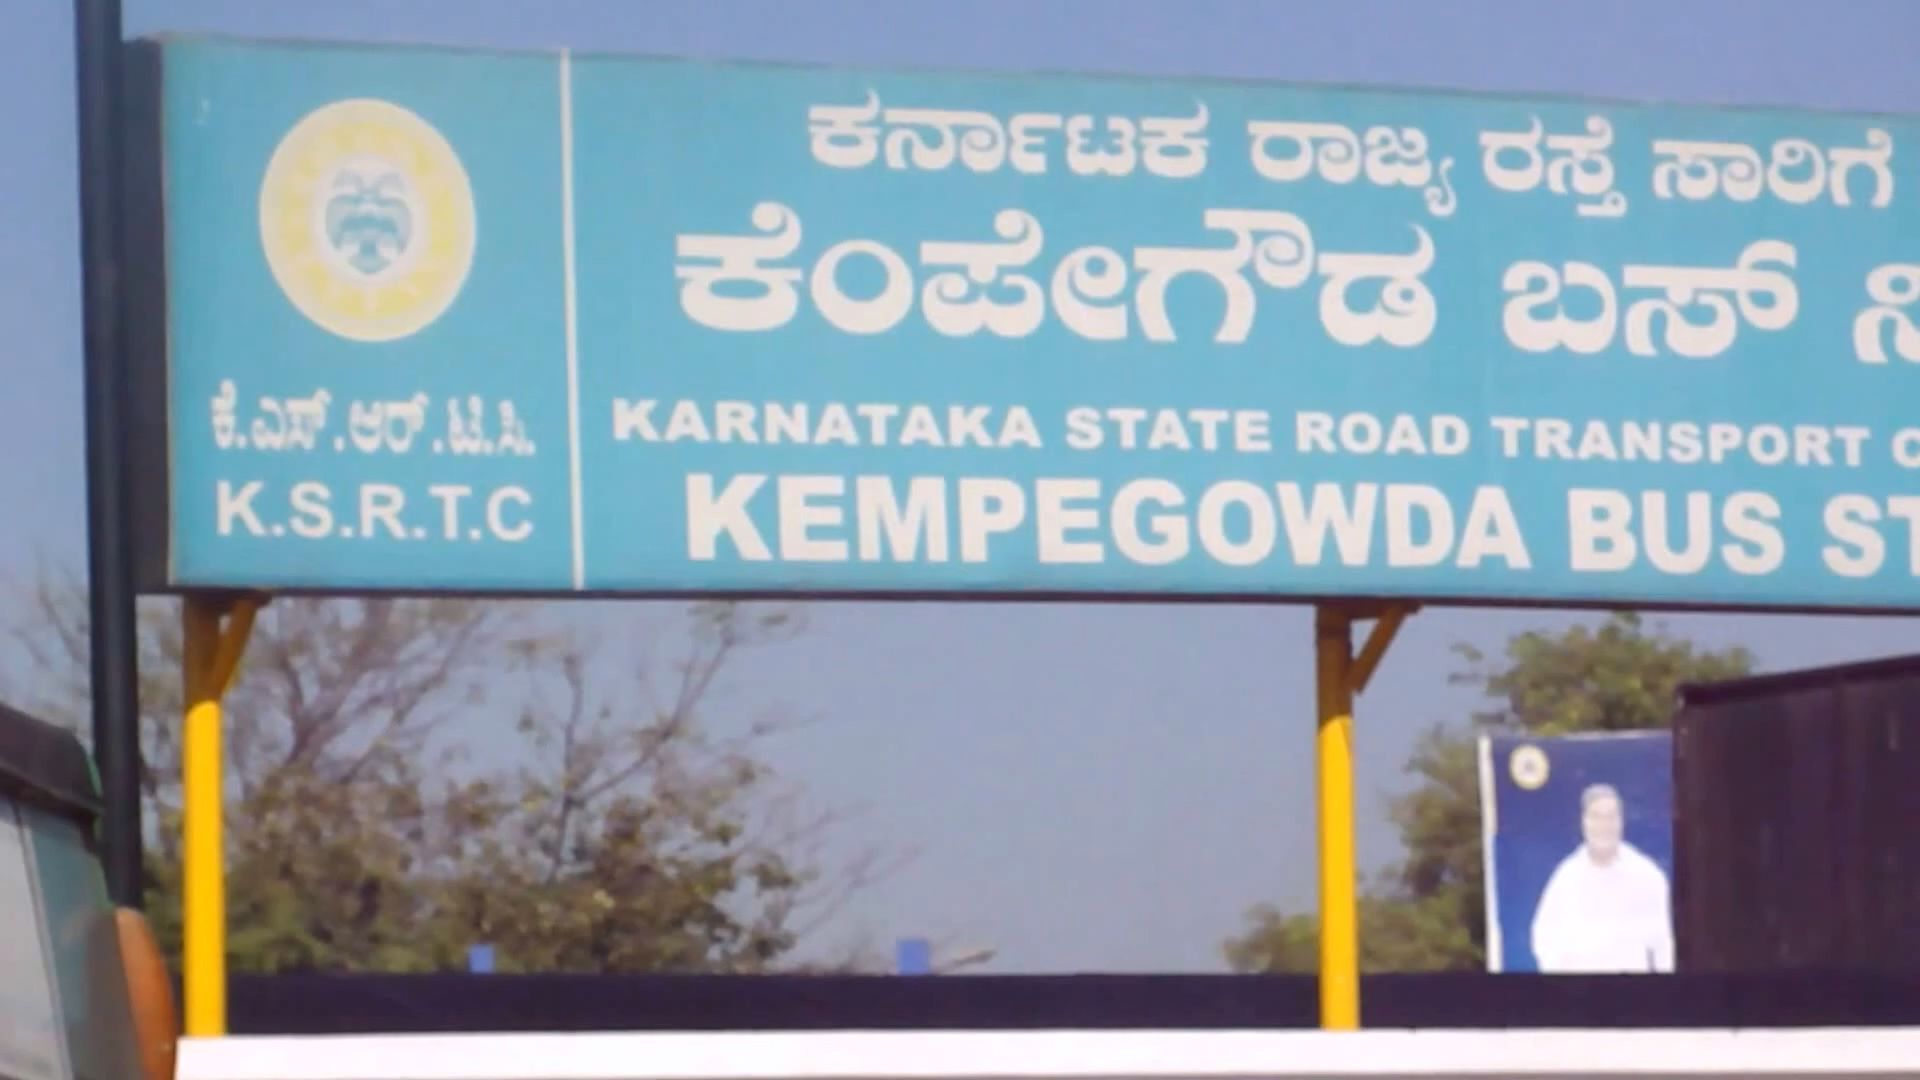 ಕರ್ನಾಟಕ ರಾಜ್ಯ ರಸ್ತೆ ಸಾರಿಗೆ
ಕೆಂಪೇಗೌಡ ಬಸ್
ಕೆ.ಎಸ್.ಆರ್.ಟಿ.ಸಿ.
K.S.R.T.C
KARNATAKA STATE ROAD TRANSPORT
KEMPEGOWDA BUS